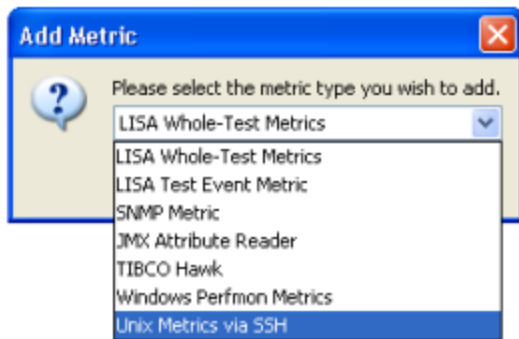 Add Metric
?
Please select the metric type you wish to add.
LISA Whole-Test Metrics
LISA Whole-Test Metrics
LISA Test Event Metric
SNMP Metric
JMX Attribute Reader
TIBCO Hawk
Windows Perfmon Metrics
Unix Metrics via SSH